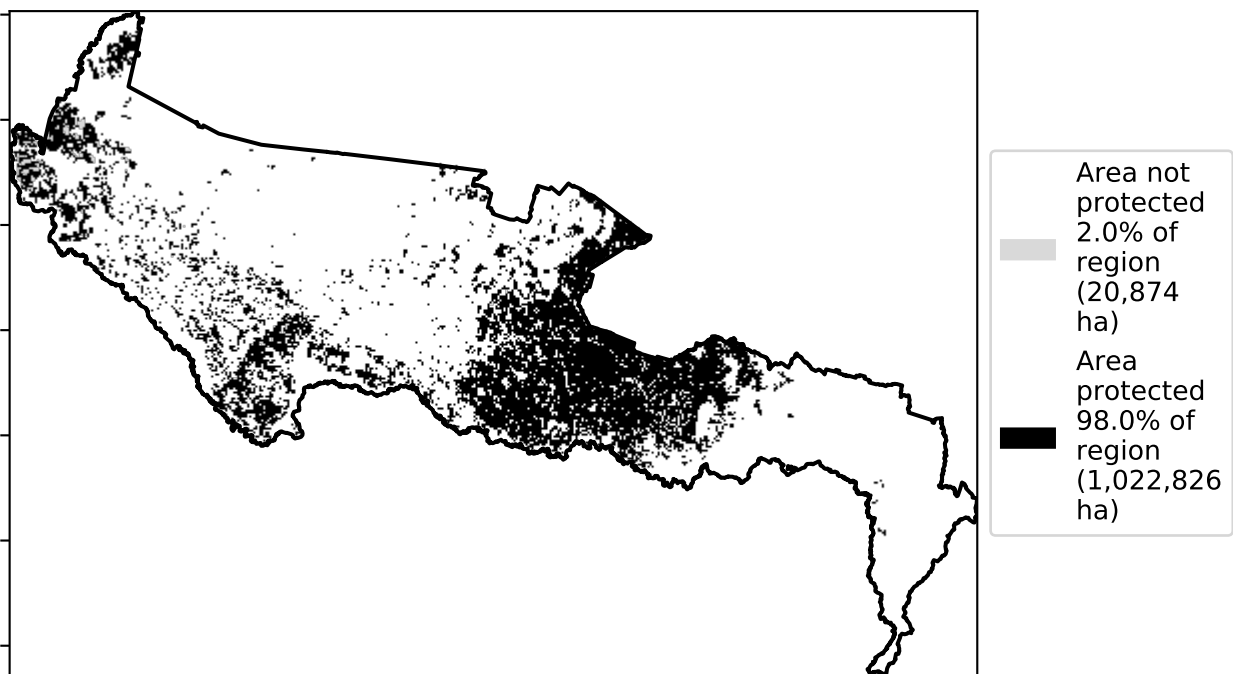 Area not
protected
2.0% of
region
(20,874
ha)
Area
protected
98.0% of
region
(1,022,826
ha)